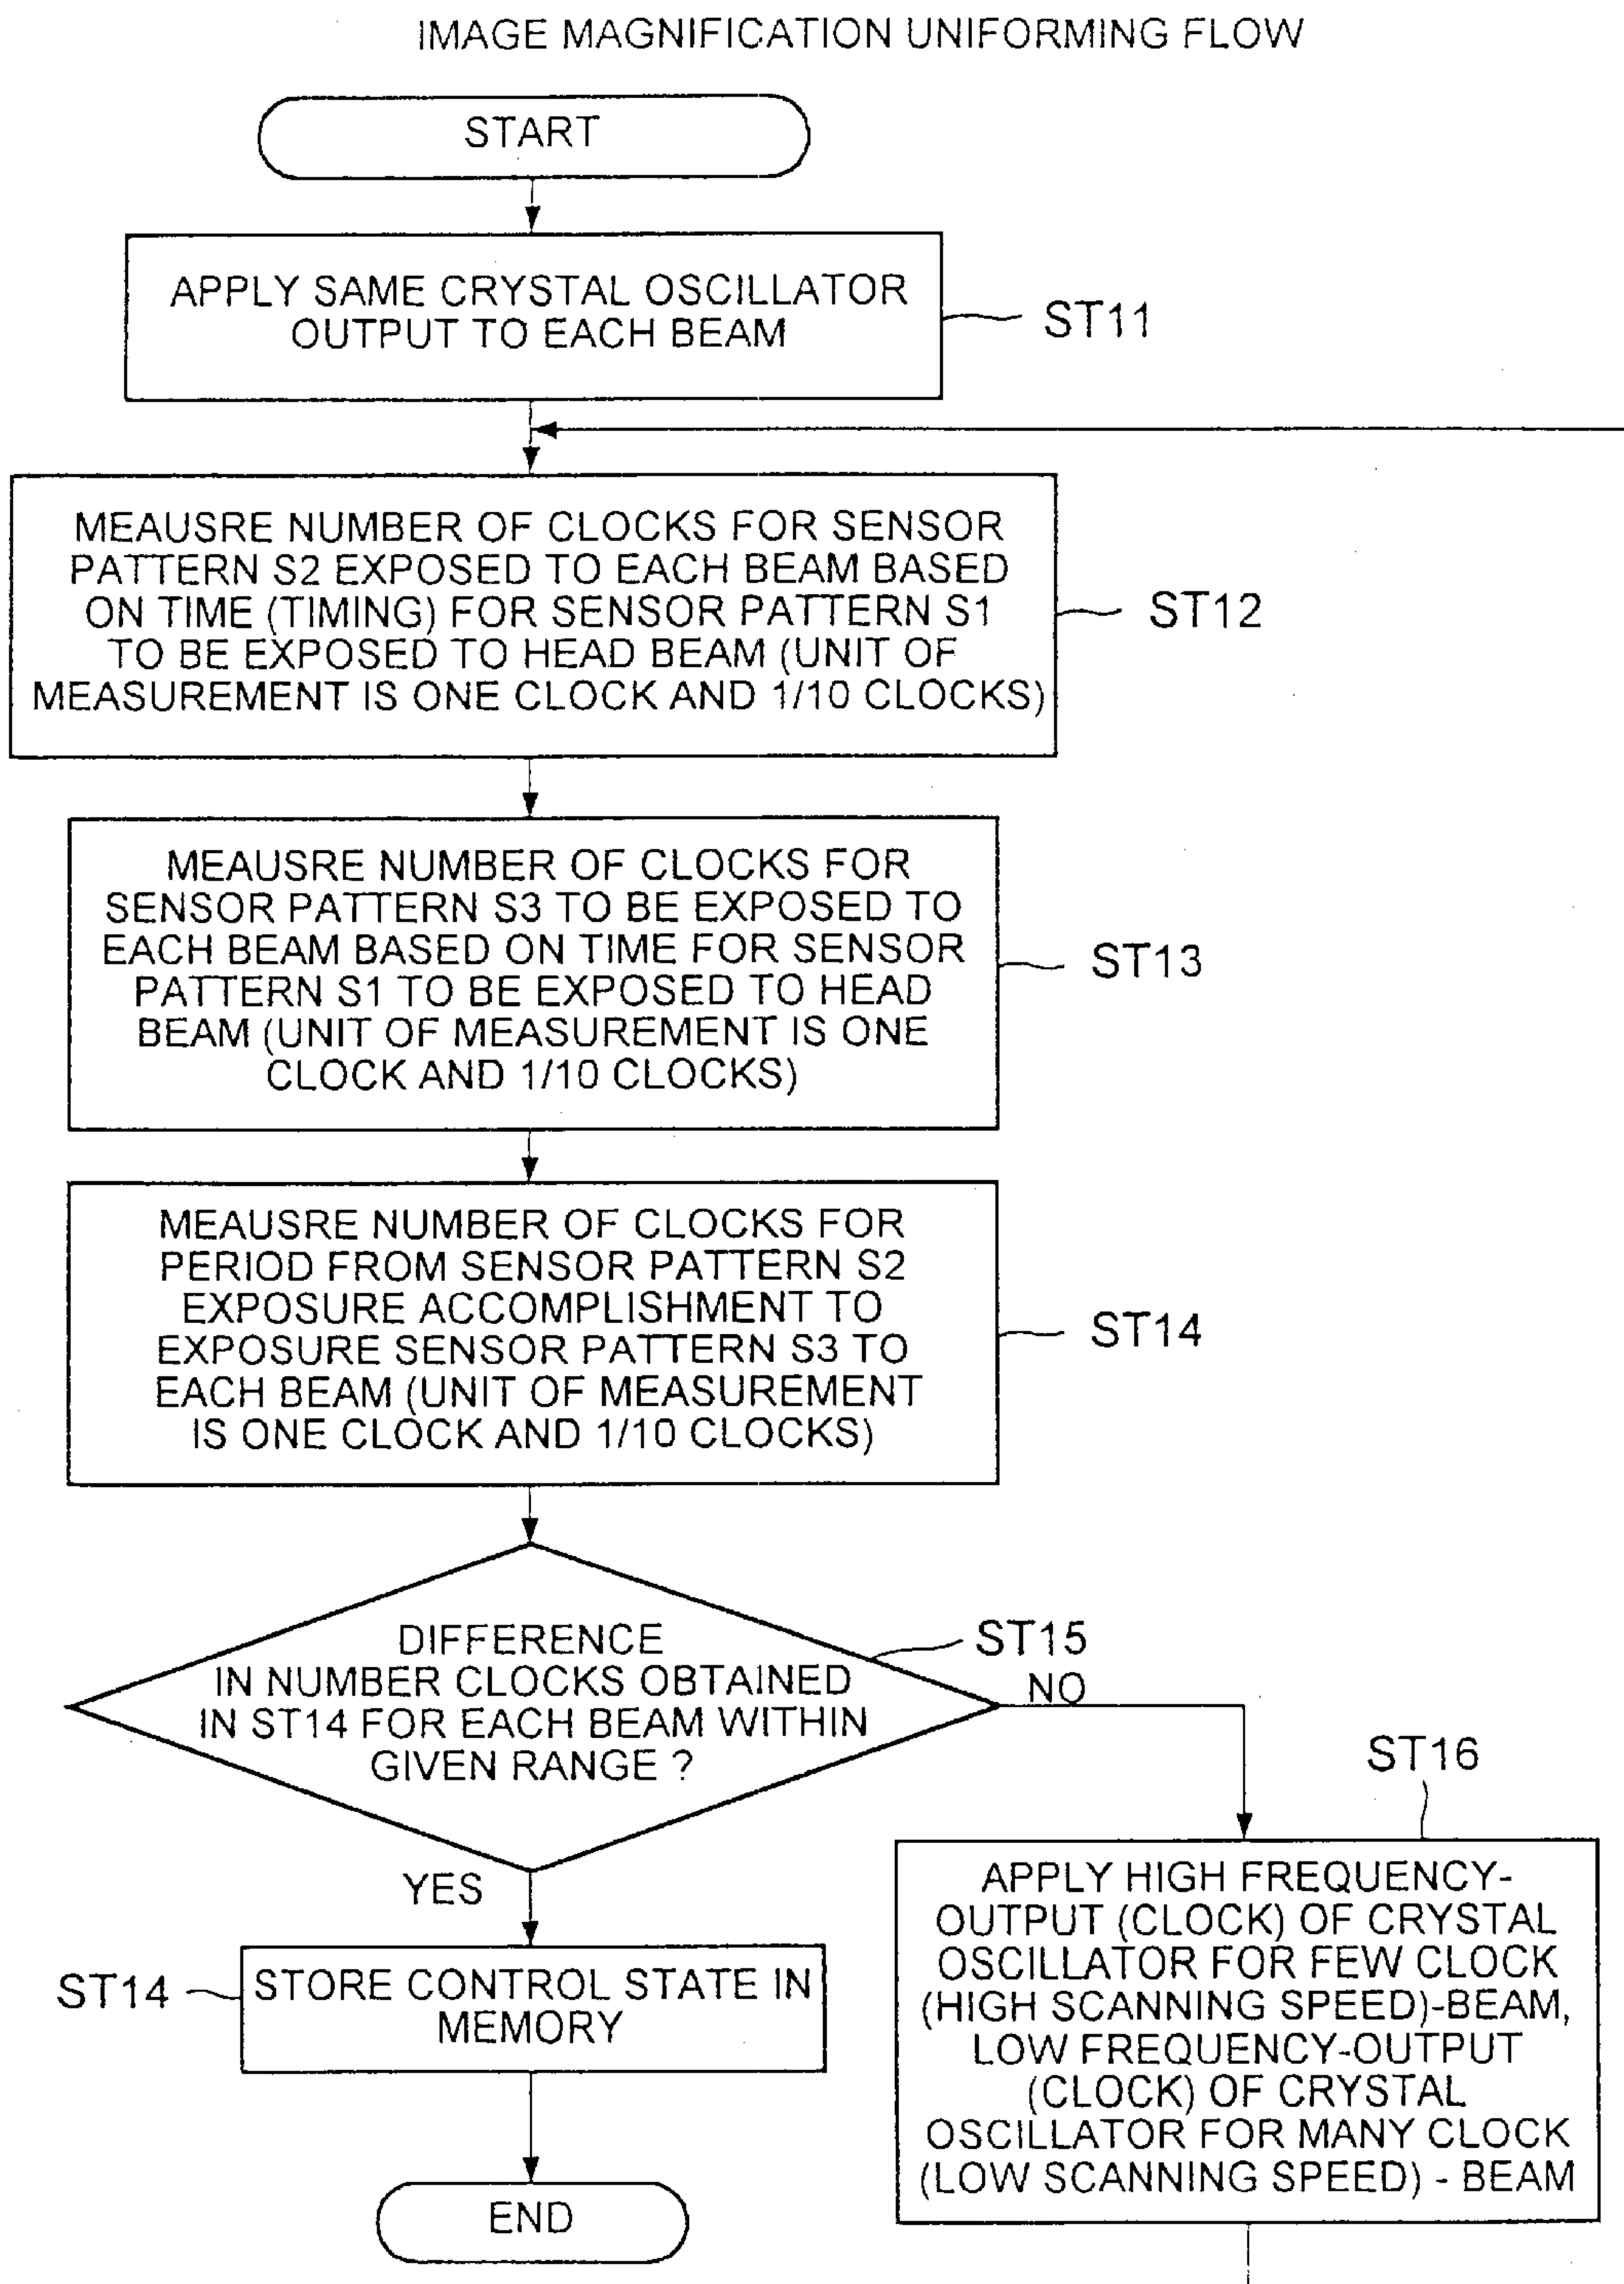 IMAGE MAGNIFICATION UNIFORMING FLOW
START
APPLY SAME CRYSTAL OSCILLATOR
OUTPUT TO EACH BEAM
ST11
MEAUSRE NUMBER OF CLOCKS FOR SENSOR
PATTERN S2 EXPOSED TO EACH BEAM BASED
ON TIME (TIMING) FOR SENSOR PATTERN S1
TO BE EXPOSED TO HEAD BEAM (UNIT OF
MEASUREMENT IS ONE CLOCK AND 1/10 CLOCKS)
ST12
MEAUSRE NUMBER OF CLOCKS FOR
SENSOR PATTERN S3 TO BE EXPOSED TO
EACH BEAM BASED ON TIME FOR SENSOR
PATTERN S1 TO BE EXPOSED TO HEAD
BEAM (UNIT OF MEASUREMENT IS ONE
CLOCK AND 1/10 CLOCKS)
ST13
MEAUSRE NUMBER OF CLOCKS FOR
PERIOD FROM SENSOR PATTERN S2
EXPOSURE ACCOMPLISHMENT TO
EXPOSURE SENSOR PATTERN S3 TO
EACH BEAM (UNIT OF MEASUREMENT
IS ONE CLOCK AND 1/10 CLOCKS)
ST14
DIFFERENCE
IN NUMBER CLOCKS OBTAINED
IN ST14 FOR EACH BEAM WITHIN
GIVEN RANGE ?
ST15
NO
YES
ST16
APPLY HIGH FREQUENCY-
OUTPUT (CLOCK) OF CRYSTAL
OSCILLATOR FOR FEW CLOCK
(HIGH SCANNING SPEED)-BEAM,
LOW FREQUENCY-OUTPUT
(CLOCK) OF CRYSTAL
OSCILLATOR FOR MANY CLOCK
(LOW SCANNING SPEED) - BEAM
ST14
STORE CONTROL STATE IN
MEMORY
END